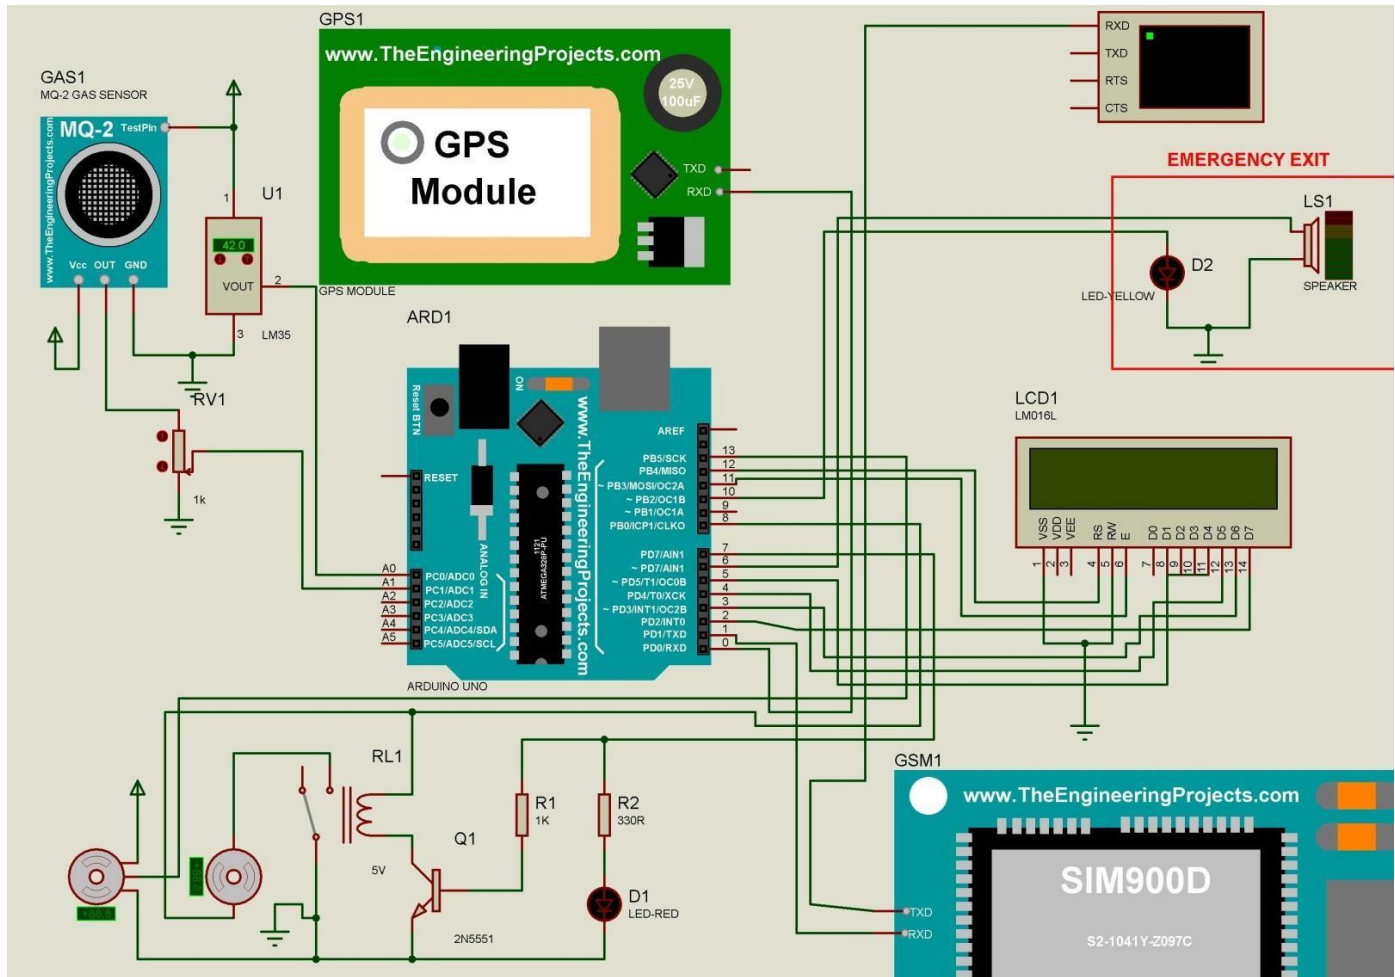 GPS1
www.TheEngineeringProjects.com
25V
100uF
GPS
Module
TXD
RXD
GPS MODULE
GAS1
MQ-2 GAS SENSOR
MQ-2
TestPin
www.TheEngineeringProjects.com
Vcc OUT GND
U1
1
42.0
VOUT
2
3
LM35
RV1
1k
RXD
TXD
RTS
CTS
EMERGENCY EXIT
LS1
D2
LED-YELLOW
SPEAKER
ARD1
Reset BTN
ON
www.TheEngineeringProjects.com
RESET
ANALOG IN
1121
ATMEGA328P-PU
AREF
PB5/SCK 13
PB4/MISO 12
~ PB3/MOSI/OC2A 11
~ PB2/OC1B 10
~ PB1/OC1A 9
PB0/ICP1/CLKO 8
PD7/AIN1 7
~ PD7/AIN1 6
~ PD5/T1/OC0B 5
PD4/T0/XCK 4
~ PD3/INT1/OC2B 3
PD2/INT0 2
PD1/TXD 1
PD0/RXD 0
A0 PC0/ADC0
A1 PC1/ADC1
A2 PC2/ADC2
A3 PC3/ADC3
A4 PC4/ADC4/SDA
A5 PC5/ADC5/SCL
ARDUINO UNO
LCD1
LM016L
VSS VDD VEE RS RW E D0 D1 D2 D3 D4 D5 D6 D7
1 2 3 4 5 6 7 8 9 10 11 12 13 14
RL1
5V
Q1
2N5551
R1
1K
R2
330R
D1
LED-RED
GSM1
www.TheEngineeringProjects.com
SIM900D
S2-1041Y-Z097C
TXD
RXD